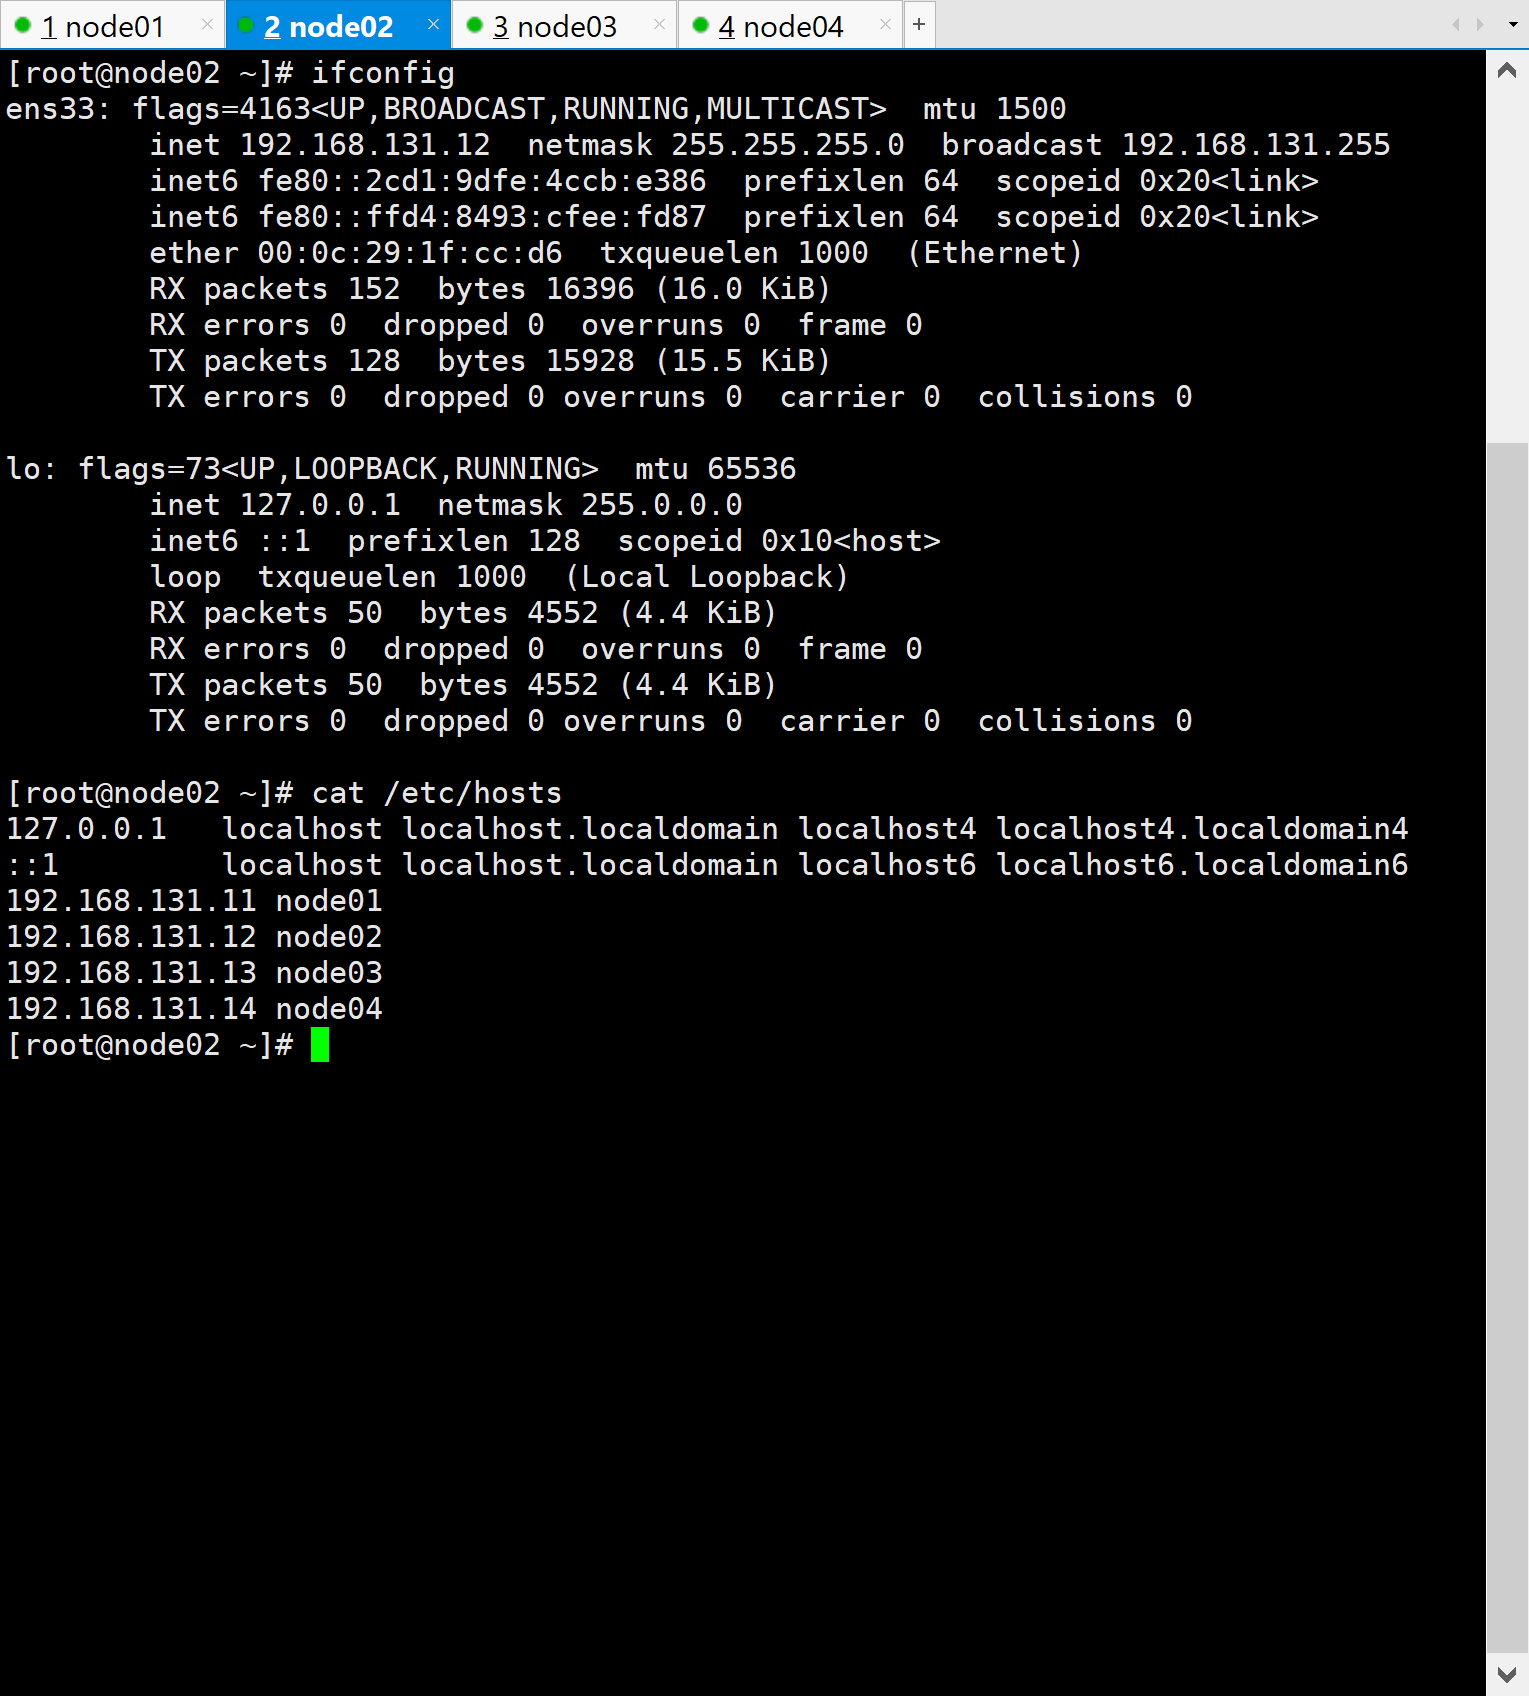 1 node01 × 2 node02 × 3 node03 × 4 node04 × +
[root@node02 ~]# ifconfig
ens33: flags=4163<UP,BROADCAST,RUNNING,MULTICAST>  mtu 1500
        inet 192.168.131.12  netmask 255.255.255.0  broadcast 192.168.131.255
        inet6 fe80::2cd1:9dfe:4ccb:e386  prefixlen 64  scopeid 0x20<link>
        inet6 fe80::ffd4:8493:cfee:fd87  prefixlen 64  scopeid 0x20<link>
        ether 00:0c:29:1f:cc:d6  txqueuelen 1000  (Ethernet)
        RX packets 152  bytes 16396 (16.0 KiB)
        RX errors 0  dropped 0  overruns 0  frame 0
        TX packets 128  bytes 15928 (15.5 KiB)
        TX errors 0  dropped 0 overruns 0  carrier 0  collisions 0

lo: flags=73<UP,LOOPBACK,RUNNING>  mtu 65536
        inet 127.0.0.1  netmask 255.0.0.0
        inet6 ::1  prefixlen 128  scopeid 0x10<host>
        loop  txqueuelen 1000  (Local Loopback)
        RX packets 50  bytes 4552 (4.4 KiB)
        RX errors 0  dropped 0  overruns 0  frame 0
        TX packets 50  bytes 4552 (4.4 KiB)
        TX errors 0  dropped 0 overruns 0  carrier 0  collisions 0

[root@node02 ~]# cat /etc/hosts
127.0.0.1   localhost localhost.localdomain localhost4 localhost4.localdomain4
::1         localhost localhost.localdomain localhost6 localhost6.localdomain6
192.168.131.11 node01
192.168.131.12 node02
192.168.131.13 node03
192.168.131.14 node04
[root@node02 ~]#